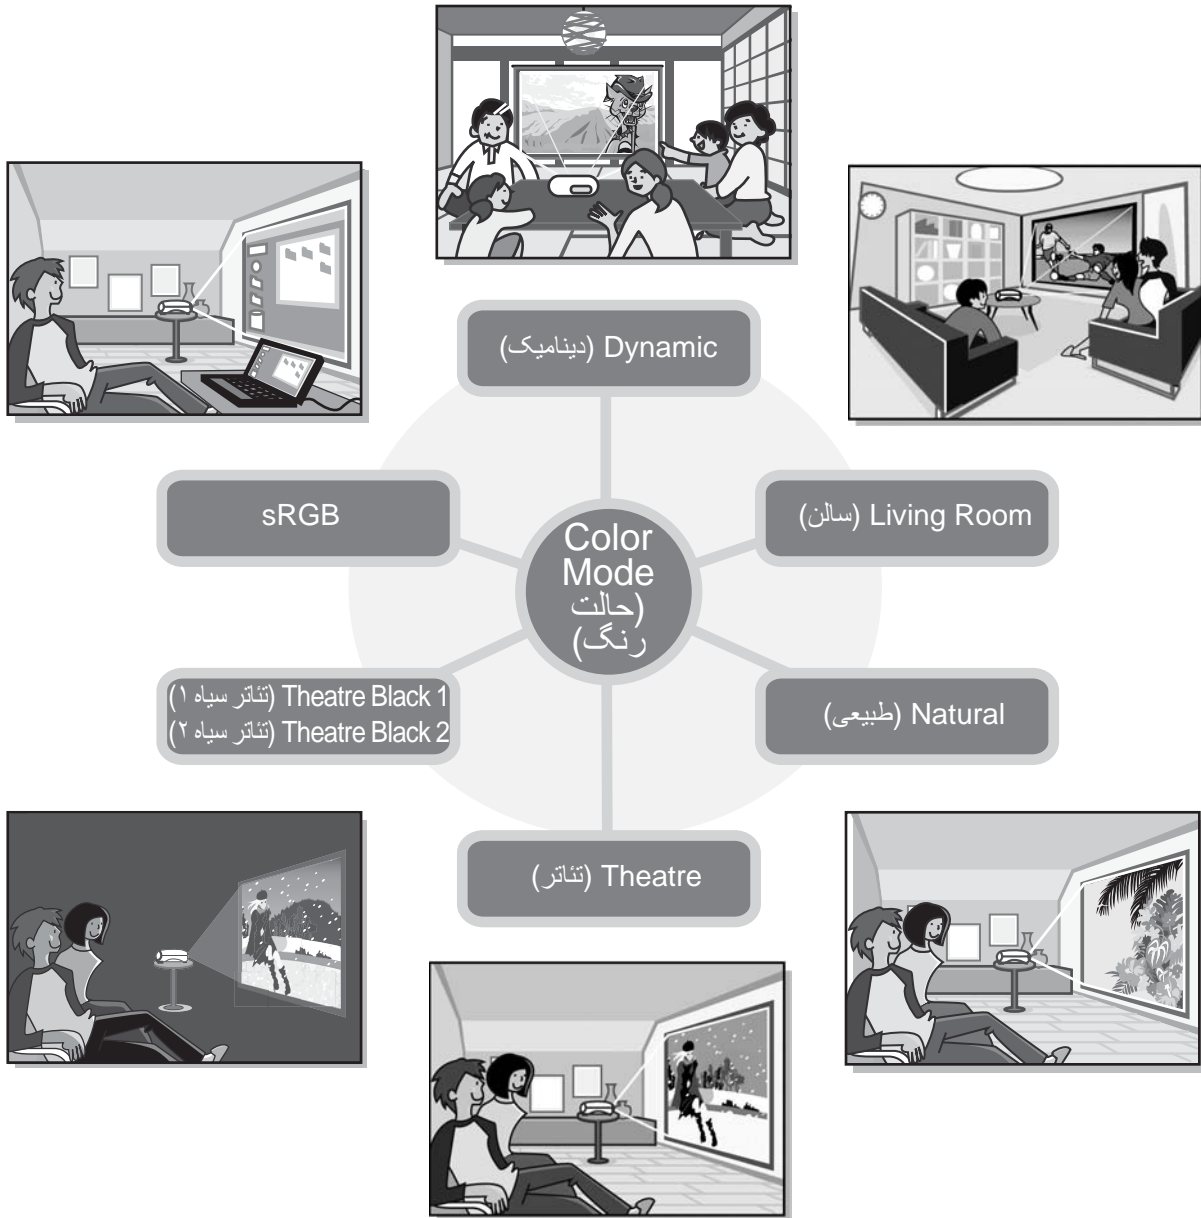 Dynamic (دینامیک)
sRGB
Living Room (سالن)
Color
Mode
(حالت
رنگ)
Theatre Black 1 (تئاتر سیاه ۱)
Theatre Black 2 (تئاتر سیاه ۲)
Natural (طبیعی)
Theatre (تئاتر)